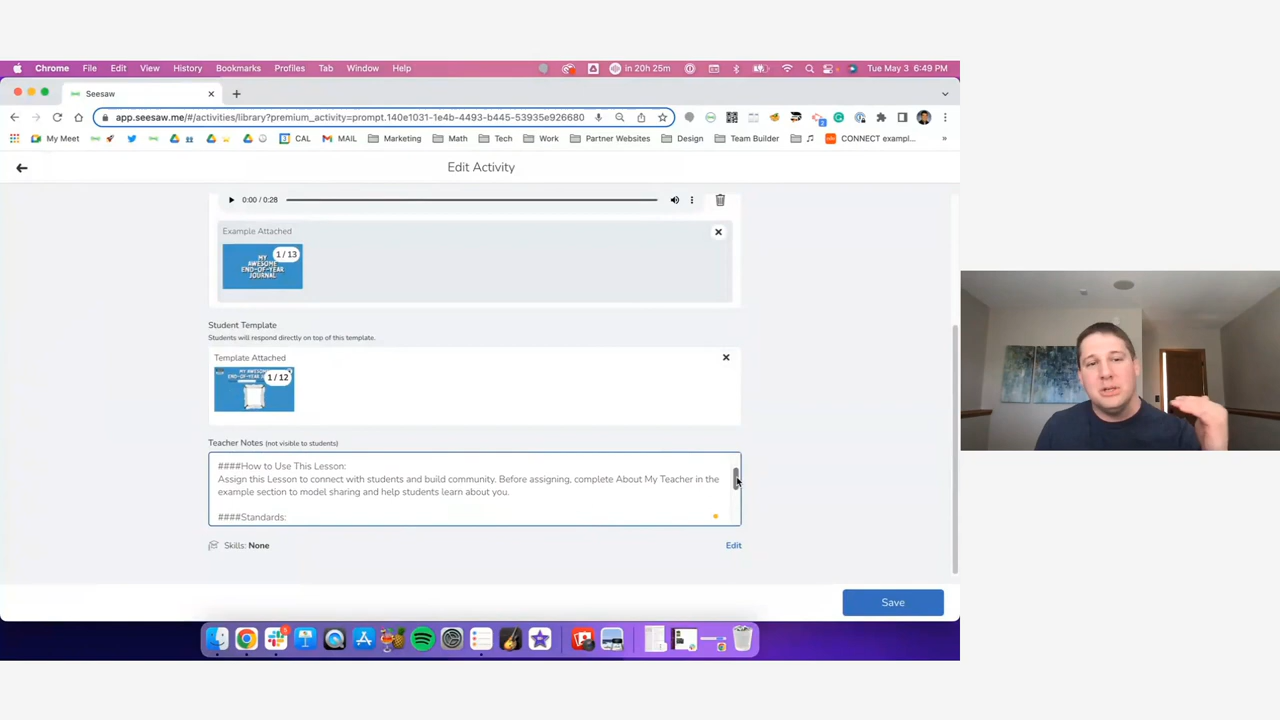 Chrome File Edit View History Bookmarks Profiles Tab Window Help
in 20h 25m
Tue May 3 6:49 PM
Seesaw
app.seesaw.me/#/activities/library?premium_activity=prompt.140e1031-1e4b-4493-b445-53935e926680
My Meet
CAL
MAIL
Marketing
Math
Tech
Work
Partner Websites
Design
Team Builder
CONNECT exampl...
Edit Activity
0:00 / 0:28
Example Attached
1 / 13
MY
AWESOME
END-OF-YEAR
JOURNAL
Student Template
Students will respond directly on top of this template.
Template Attached
1 / 12
MY AWESOME
Teacher Notes (not visible to students)
####How to Use This Lesson:
Assign this Lesson to connect with students and build community. Before assigning, complete About My Teacher in the
example section to model sharing and help students learn about you.
####Standards:
Skills: None
Edit
Save